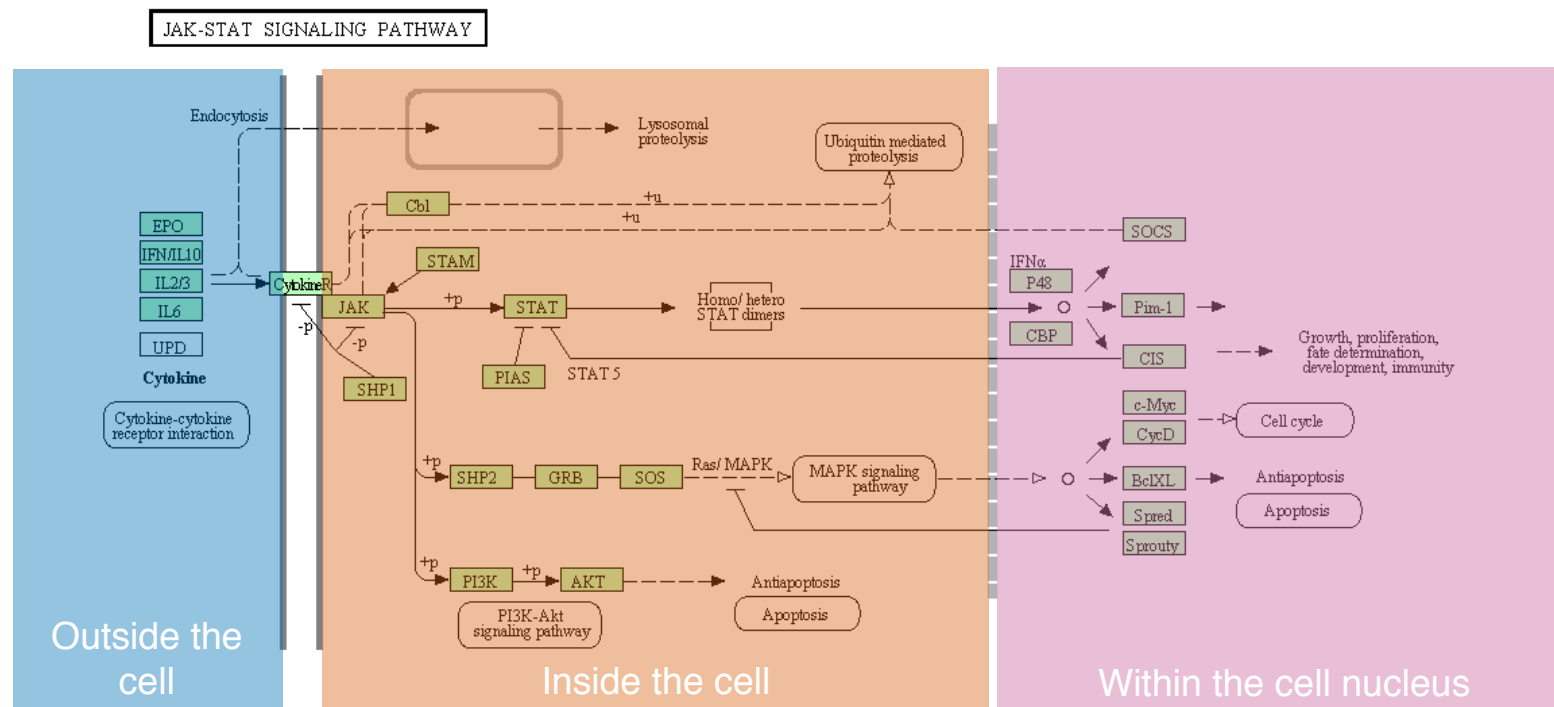 JAK-STAT SIGNALING PATHWAY
Endocytosis
Lysosomal
proteolysis
Ubiquitin mediated
proteolysis
Cbl
+u
+u
EPO
IFN/IL10
IL2/3
IL6
UPD
Cytokine
Cytokine-cytokine
receptor interaction
CytokineR
STAM
JAK
+p
STAT
Homo/ hetero
STAT dimers
-p
-p
SHP1
PIAS
STAT 5
SOCS
IFNα
P48
CBP
Pim-1
CIS
Growth, proliferation,
fate determination,
development, immunity
c-Myc
CycD
Cell cycle
+p
SHP2
GRB
SOS
Ras/ MAPK
MAPK signaling
pathway
BclXL
Antiapoptosis
Apoptosis
Spred
Sprouty
+p
PI3K
+p
AKT
Antiapoptosis
Apoptosis
PI3K-Akt
signaling pathway
Outside the
cell
Inside the cell
Within the cell nucleus